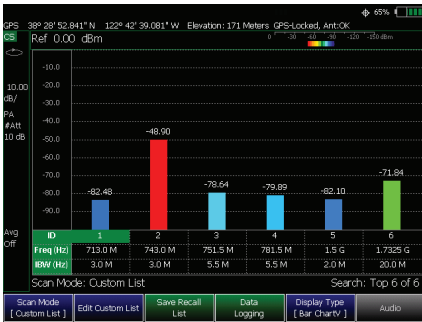 65%
GPS 38º 28' 52.841" N 122º 42' 39.081" W Elevation: 171 Meters GPS-Locked, Ant:OK
CS Ref 0.00 dBm 0 -30 -60 -90 -120 -150 dBm
-10.0
10.00 -20.0
dB/ -30.0
PA
#Att -40.0
10 dB
-48.90
-50.0
-60.0
-71.84
-70.0
-82.48 -78.64 -79.89 -82.10
-80.0
-90.0
Avg
Off
ID 1 2 3 4 5 6
Freq (Hz) 713.0 M 743.0 M 751.5 M 781.5 M 1.5 G 1.7325 G
IBW (Hz) 3.0 M 3.0 M 5.5 M 5.5 M 2.0 M 20.0 M
Scan Mode: Custom List Search: Top 6 of 6
Scan Mode
[ Custom List ]
Edit Custom List
Save Recall
List
Data
Logging
Display Type
[ Bar ChartV ]
Audio